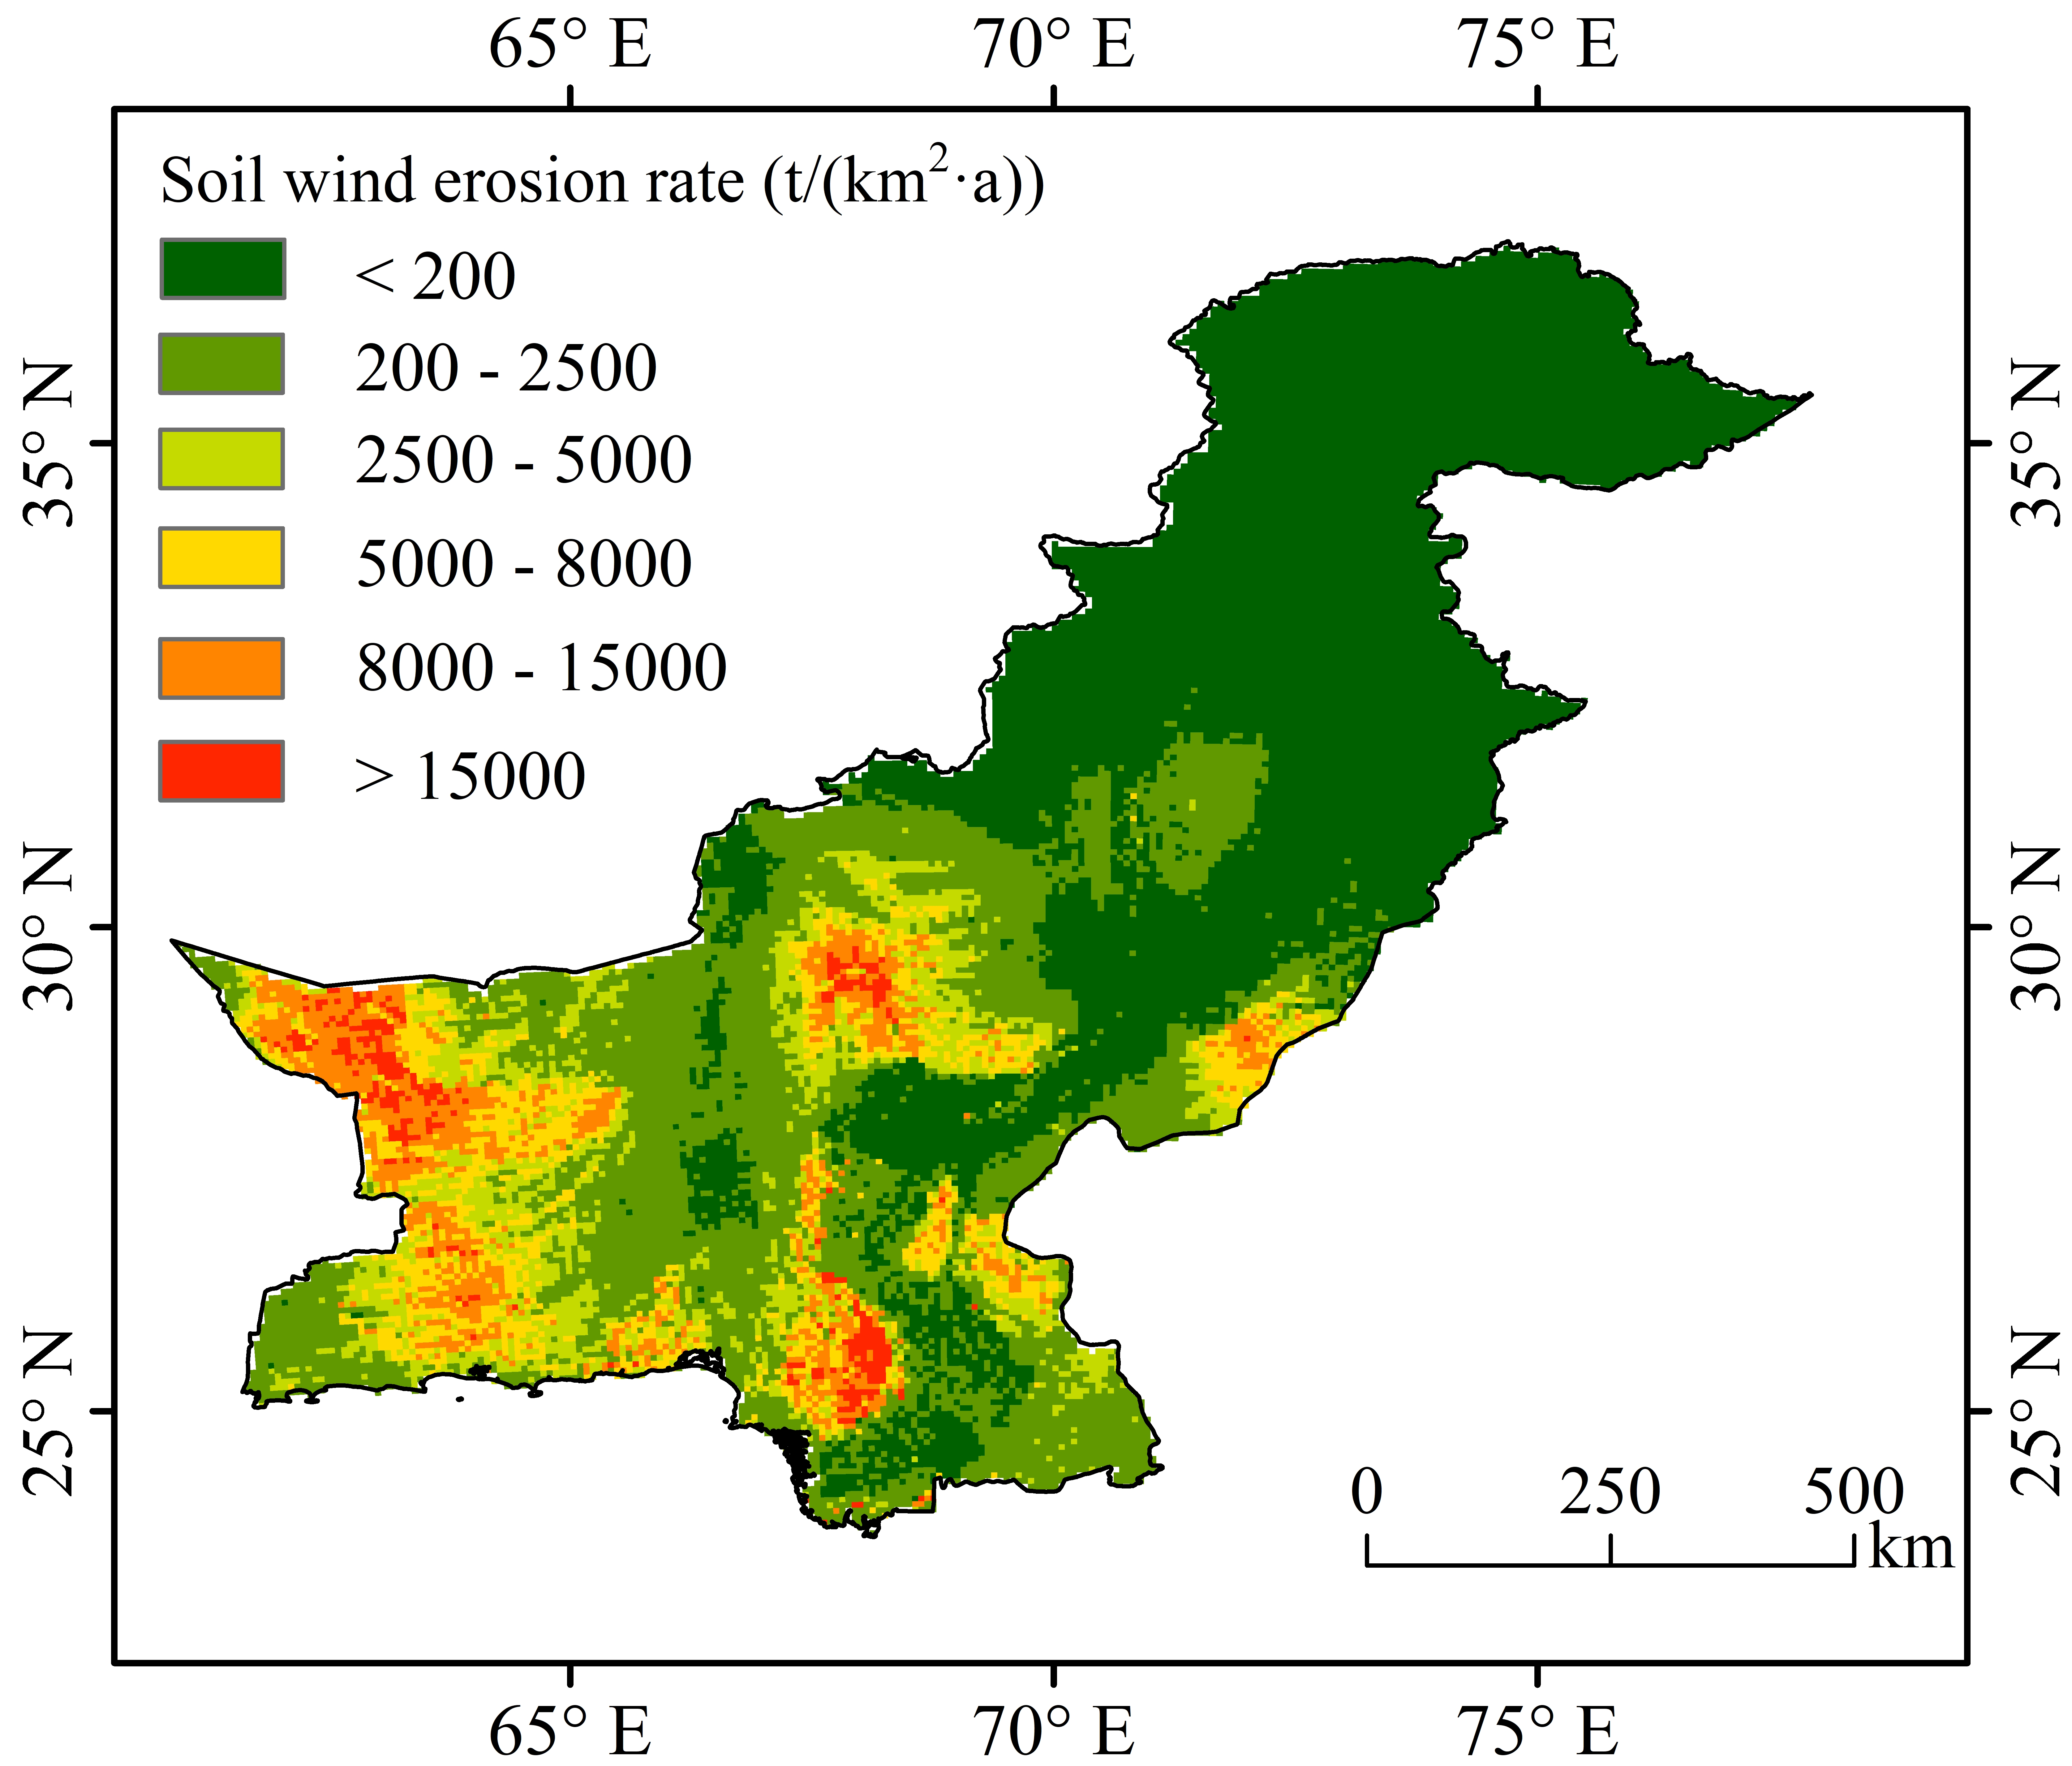 65° E 70° E 75° E
Soil wind erosion rate (t/(km²·a))
< 200
200 - 2500
2500 - 5000
5000 - 8000
8000 - 15000
> 15000
35° N
30° N
25° N
35° N
30° N
25° N
0 250 500
km
65° E 70° E 75° E